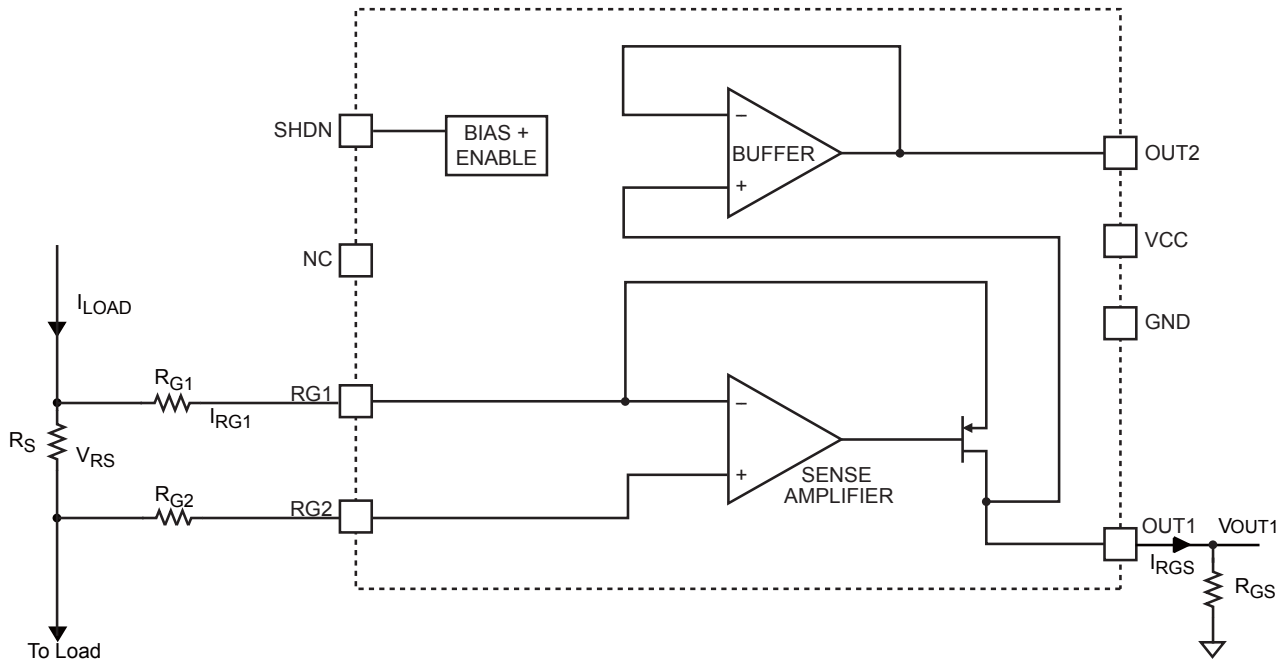 SHDN
BIAS +
ENABLE
−
BUFFER
+
OUT2
NC
VCC
ILOAD
GND
RG1
IRG1
RG1
RS
VRS
−
+
SENSE
AMPLIFIER
RG2
RG2
OUT1
VOUT1
IRGS
RGS
To Load